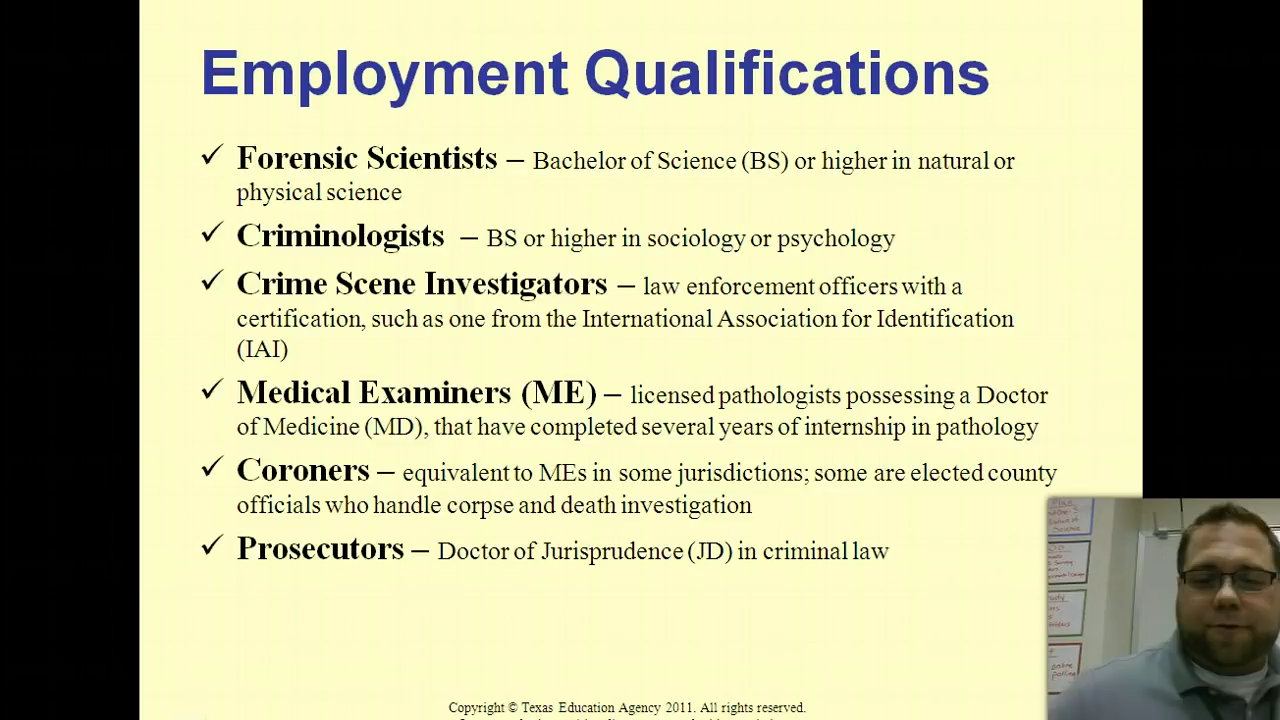 Employment Qualifications
✓ Forensic Scientists – Bachelor of Science (BS) or higher in natural or
physical science
✓ Criminologists – BS or higher in sociology or psychology
✓ Crime Scene Investigators – law enforcement officers with a
certification, such as one from the International Association for Identification
(IAI)
✓ Medical Examiners (ME) – licensed pathologists possessing a Doctor
of Medicine (MD), that have completed several years of internship in pathology
✓ Coroners – equivalent to MEs in some jurisdictions; some are elected county
officials who handle corpse and death investigation
✓ Prosecutors – Doctor of Jurisprudence (JD) in criminal law
Copyright © Texas Education Agency 2011. All rights reserved.